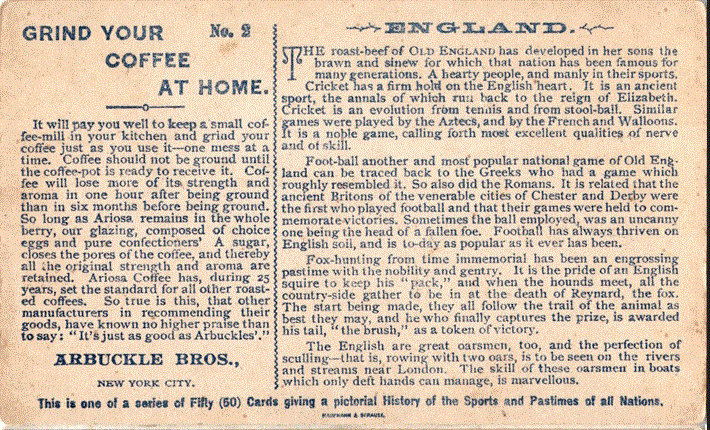 GRIND YOUR No. 2
COFFEE
AT HOME.
It will pay you well to keep a small cof-
fee-mill in your kitchen and grind your
coffee just as you use it—one mess at a
time. Coffee should not be ground until
the coffee-pot is ready to receive it. Cof-
fee will lose more of its strength and
aroma in one hour after being ground
than in six months before being ground.
So long as Ariosa remains in the whole
berry, our glazing, composed of choice
eggs and pure confectioners' A sugar,
closes the pores of the coffee, and thereby
all the original strength and aroma are
retained. Ariosa Coffee has, during 25
years, set the standard for all other roast-
ed coffees. So true is this, that other
manufacturers in recommending their
goods, have known no higher praise than
to say: "It's just as good as Arbuckles'."
ARBUCKLE BROS.,
NEW YORK CITY.
ENGLAND.
THE roast-beef of OLD ENGLAND has developed in her sons the
brawn and sinew for which that nation has been famous for
many generations. A hearty people, and manly in their sports.
Cricket has a firm hold on the English heart. It is an ancient
sport, the annals of which run back to the reign of Elizabeth.
Cricket is an evolution from tennis and from stool-ball. Similar
games were played by the Aztecs, and by the French and Walloons.
It is a noble game, calling forth most excellent qualities of nerve
and of skill.
Foot-ball another and most popular national game of Old Eng-
land can be traced back to the Greeks who had a game which
roughly resembled it. So also did the Romans. It is related that the
ancient Britons of the venerable cities of Chester and Derby were
the first who played football and that their games were held to com-
memorate victories. Sometimes the ball employed, was an uncanny
one being the head of a fallen foe. Football has always thriven on
English soil, and is to-day as popular as it ever has been.
Fox-hunting from time immemorial has been an engrossing
pastime with the nobility and gentry. It is the pride of an English
squire to keep his "pack," and when the hounds meet, all the
country-side gather to be in at the death of Reynard, the fox.
The start being made, they all follow the trail of the animal as
best they may, and he who finally captures the prize, is awarded
his tail, "the brush," as a token of victory.
The English are great oarsmen, too, and the perfection of
sculling—that is, rowing with two oars, is to be seen on the rivers
and streams near London. The skill of these oarsmen in boats
which only deft hands can manage, is marvellous.
This is one of a series of Fifty (50) Cards giving a pictorial History of the Sports and Pastimes of all Nations.
KAUFMANN & STRAUSS.